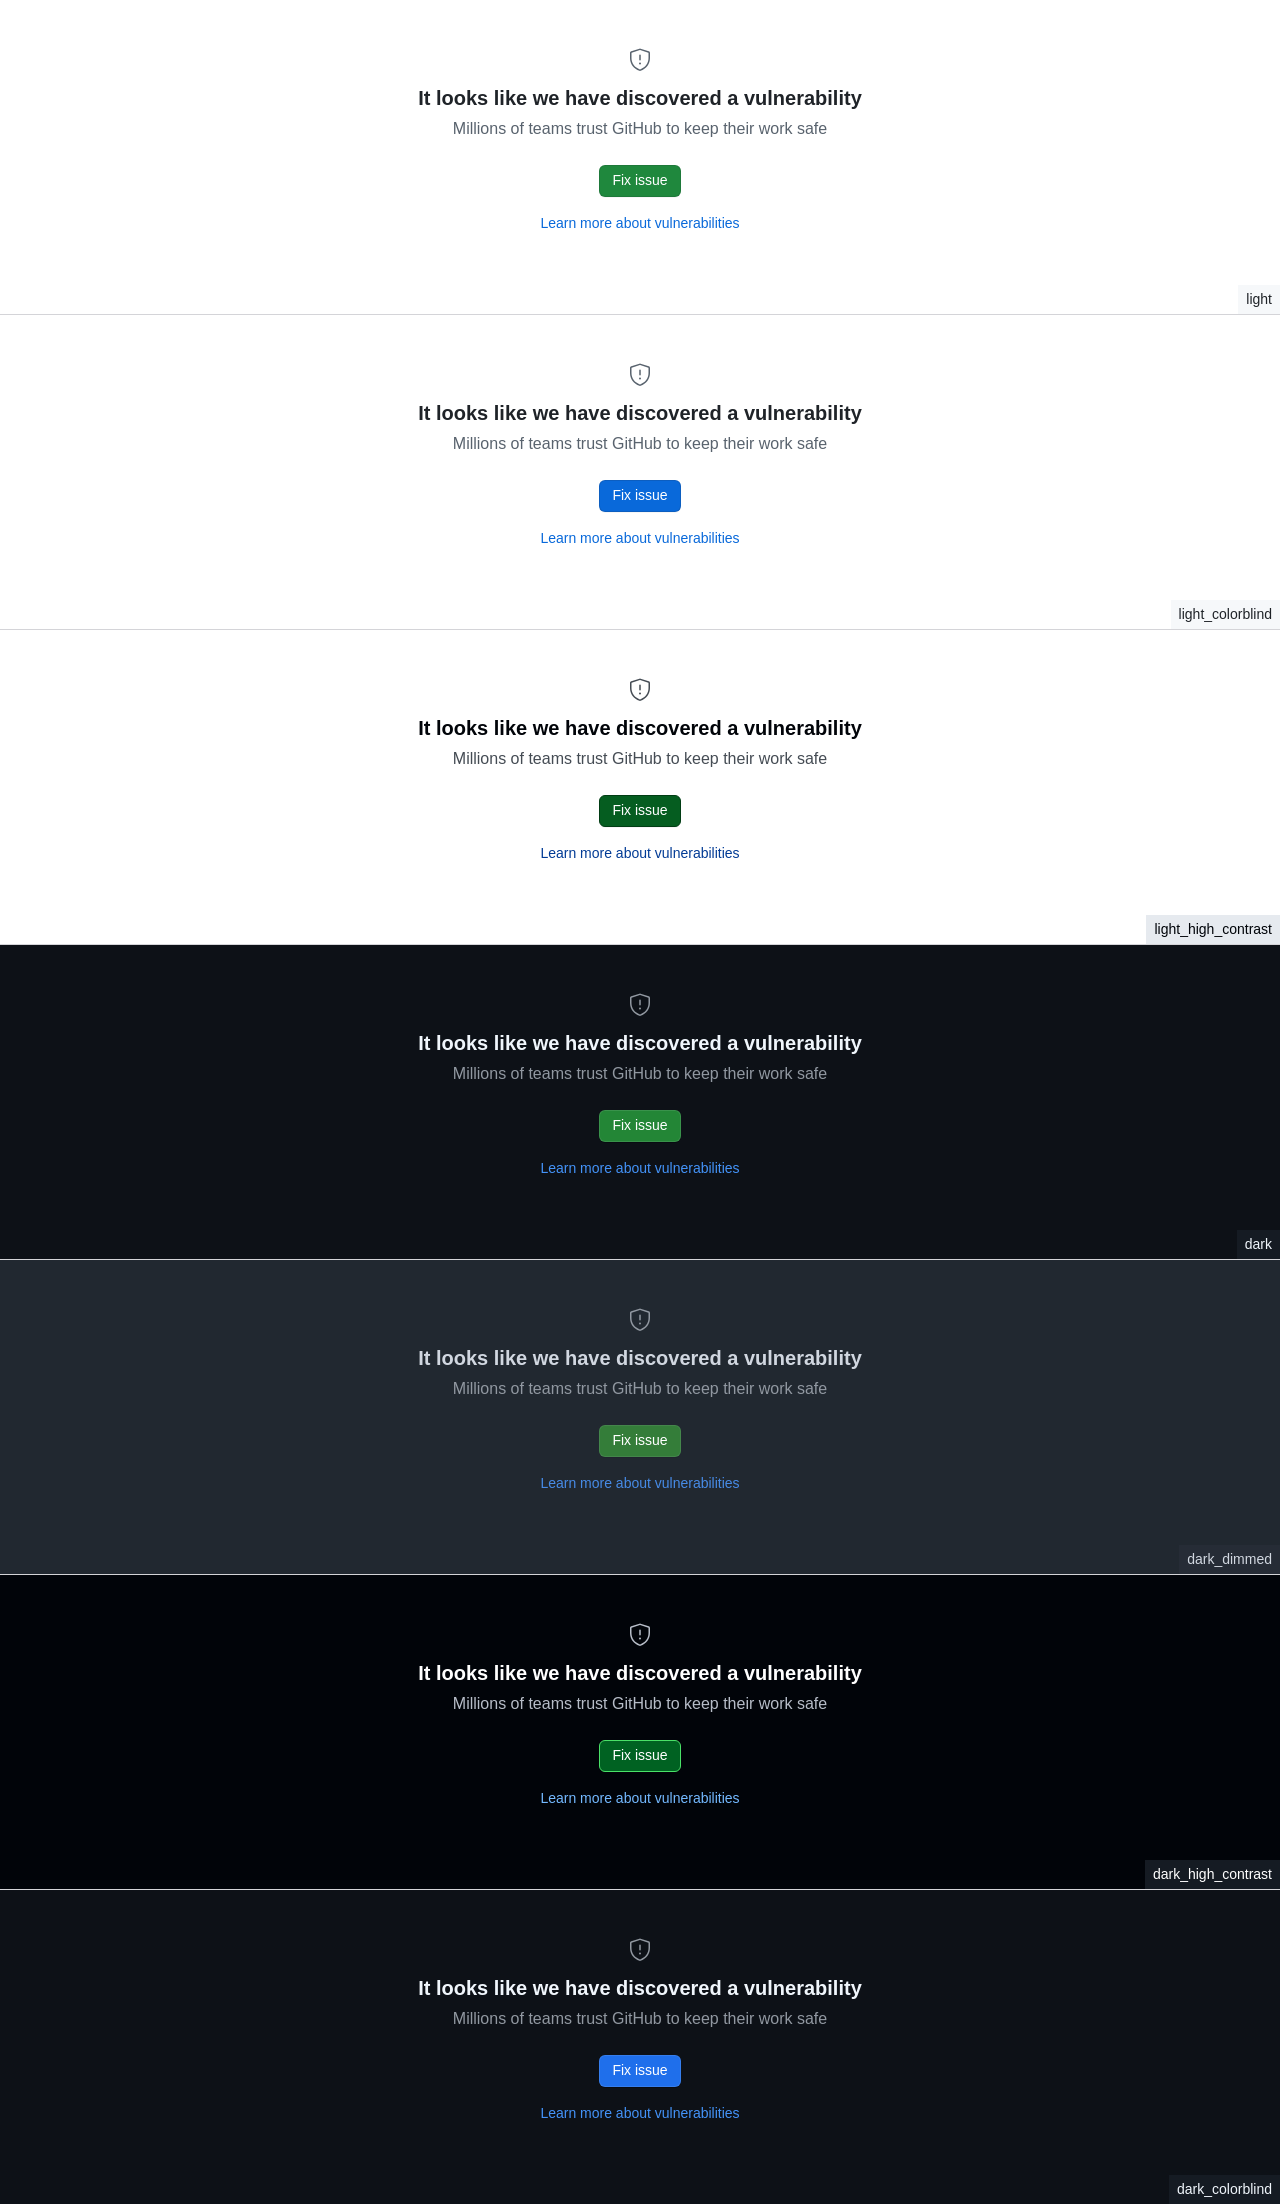 It looks like we have discovered a vulnerability
Millions of teams trust GitHub to keep their work safe
Fix issue
Learn more about vulnerabilities
light
It looks like we have discovered a vulnerability
Millions of teams trust GitHub to keep their work safe
Fix issue
Learn more about vulnerabilities
light_colorblind
It looks like we have discovered a vulnerability
Millions of teams trust GitHub to keep their work safe
Fix issue
Learn more about vulnerabilities
light_high_contrast
It looks like we have discovered a vulnerability
Millions of teams trust GitHub to keep their work safe
Fix issue
Learn more about vulnerabilities
dark
It looks like we have discovered a vulnerability
Millions of teams trust GitHub to keep their work safe
Fix issue
Learn more about vulnerabilities
dark_dimmed
It looks like we have discovered a vulnerability
Millions of teams trust GitHub to keep their work safe
Fix issue
Learn more about vulnerabilities
dark_high_contrast
It looks like we have discovered a vulnerability
Millions of teams trust GitHub to keep their work safe
Fix issue
Learn more about vulnerabilities
dark_colorblind